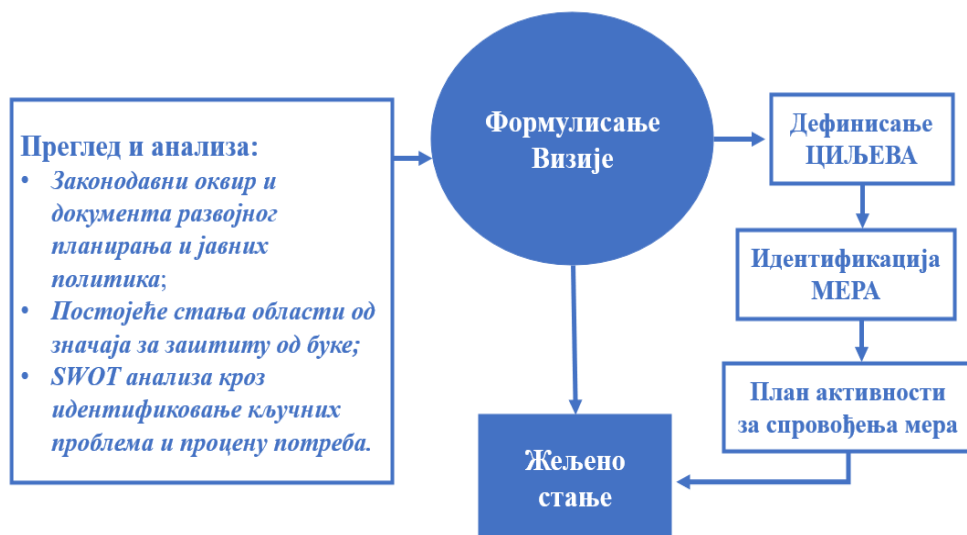 Преглед и анализа:
• Законодавни оквир и
документа развојног
планирања и јавних
политика;
• Постојеће стања области од
значаја за заштиту од буке;
• SWOT анализа кроз
идентификовање кључних
проблема и процену потреба.
Формулисање
Визије
Дефинисање
ЦИЉЕВА
Идентификација
МЕРА
План активности
за спровођења мера
Жељено
стање